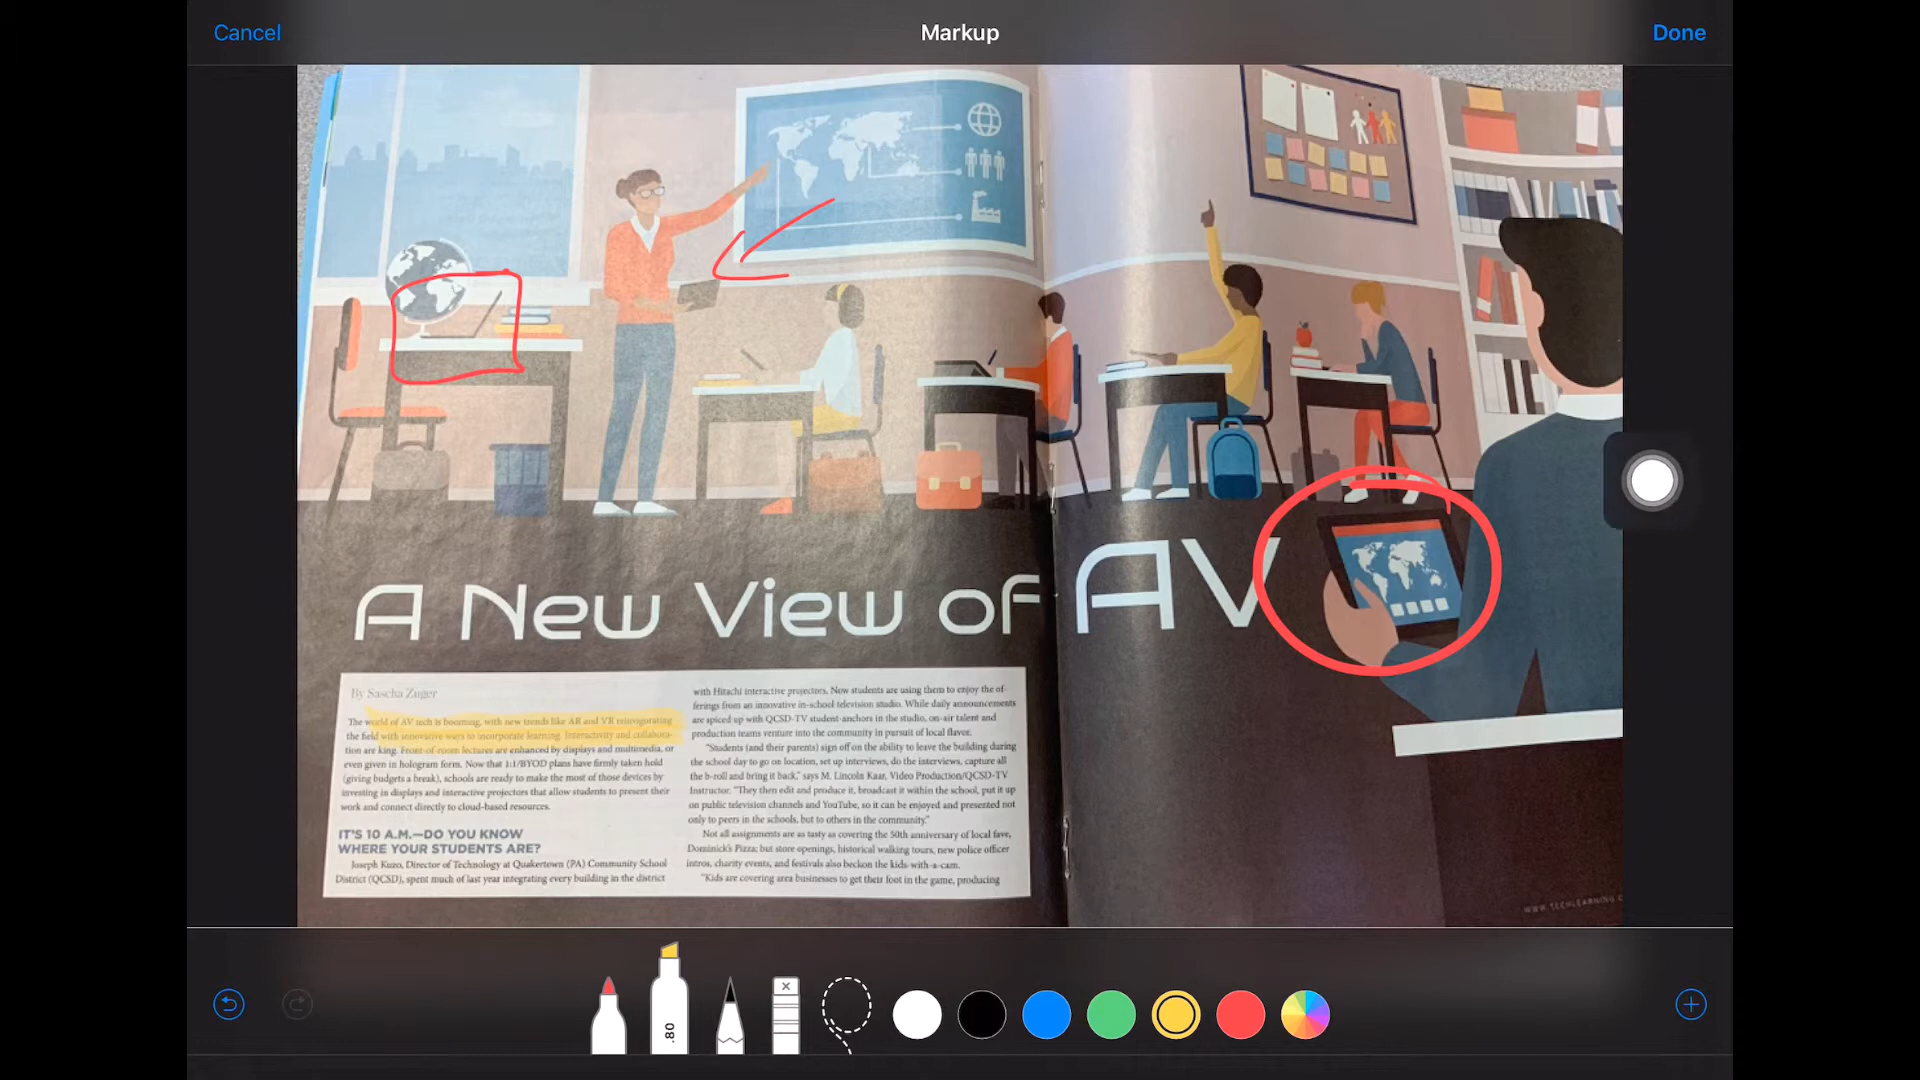 Cancel
Markup
Done
A New View of AV
By Sascha Zuger
The world of AV tech is booming, with new trends like AR and VR reinvigorating
the field with innovative ways to incorporate learning. Interactivity and collabora-
tion are king. Front-of-room lectures are enhanced by displays and multimedia, or
even given in hologram form. Now that 1:1/BYOD plans have firmly taken hold
(giving budgets a break), schools are ready to make the most of those devices by
investing in displays and interactive projectors that allow students to present their
work and connect directly to cloud-based resources.
IT'S 10 A.M.—DO YOU KNOW
WHERE YOUR STUDENTS ARE?
Joseph Kuzo, Director of Technology at Quakertown (PA) Community School
District (QCSD), spent much of last year integrating every building in the district
with Hitachi interactive projectors. Now students are using them to enjoy the of-
ferings from an innovative in-school television studio. While daily announcements
are spiced up with QCSD-TV student-anchors in the studio, on-air talent and
production teams venture into the community in pursuit of local flavor.
"Students (and their parents) sign off on the ability to leave the building during
the school day to go on location, set up interviews, do the interviews, capture all
the b-roll and bring it back," says M. Lincoln Kaar, Video Production/QCSD-TV
Instructor. "They then edit and produce it, broadcast it within the school, put it up
on public television channels and YouTube, so it can be enjoyed and presented not
only to peers in the schools, but to others in the community."
Not all assignments are as tasty as covering the 50th anniversary of local fave,
Dominick's Pizza; but store openings, historical walking tours, new police officer
intros, charity events, and festivals also beckon the kids-with-a-cam.
"Kids are covering area businesses to get their foot in the game, producing
WWW.TECHLEARNING.C
.80